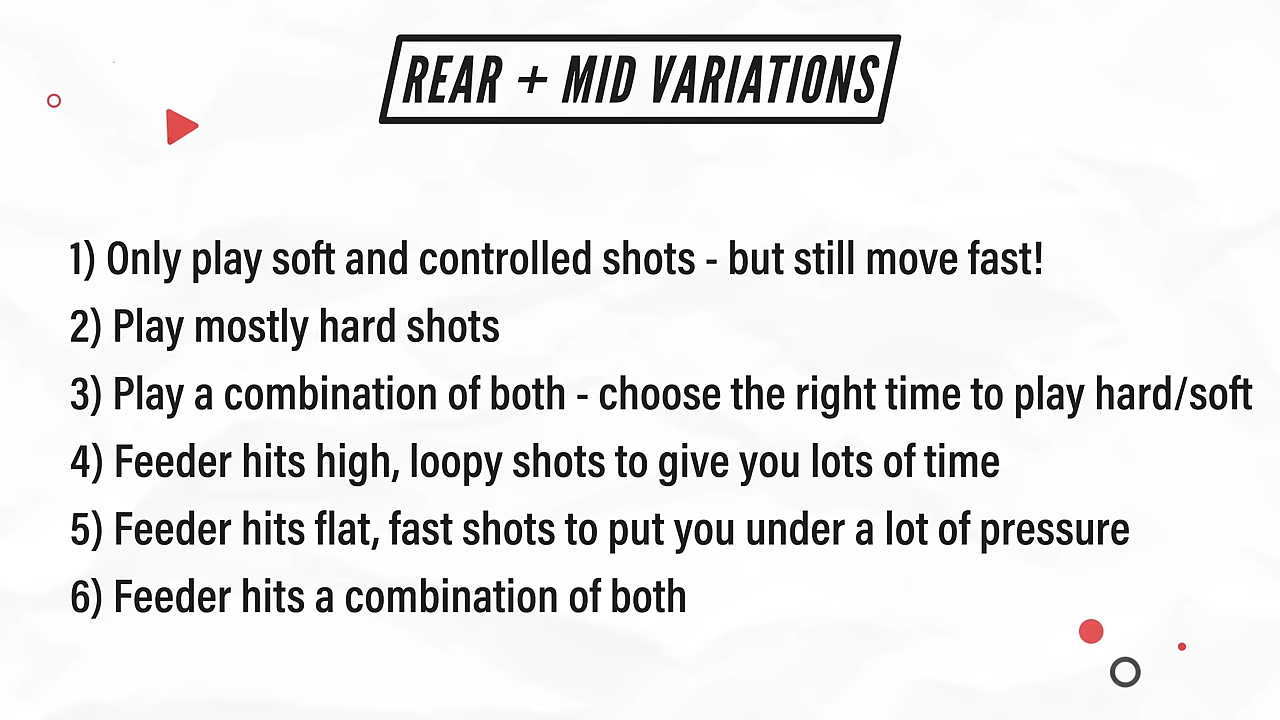 REAR + MID VARIATIONS
1) Only play soft and controlled shots - but still move fast!
2) Play mostly hard shots
3) Play a combination of both - choose the right time to play hard/soft
4) Feeder hits high, loopy shots to give you lots of time
5) Feeder hits flat, fast shots to put you under a lot of pressure
6) Feeder hits a combination of both